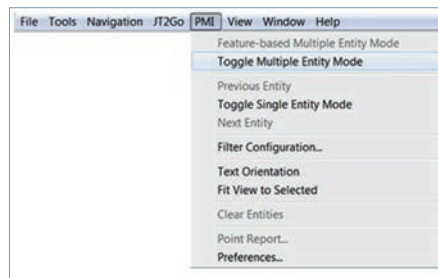 File Tools Navigation JT2Go PMI View Window Help
Feature-based Multiple Entity Mode
Toggle Multiple Entity Mode
Previous Entity
Toggle Single Entity Mode
Next Entity
Filter Configuration...
Text Orientation
Fit View to Selected
Clear Entities
Point Report...
Preferences...